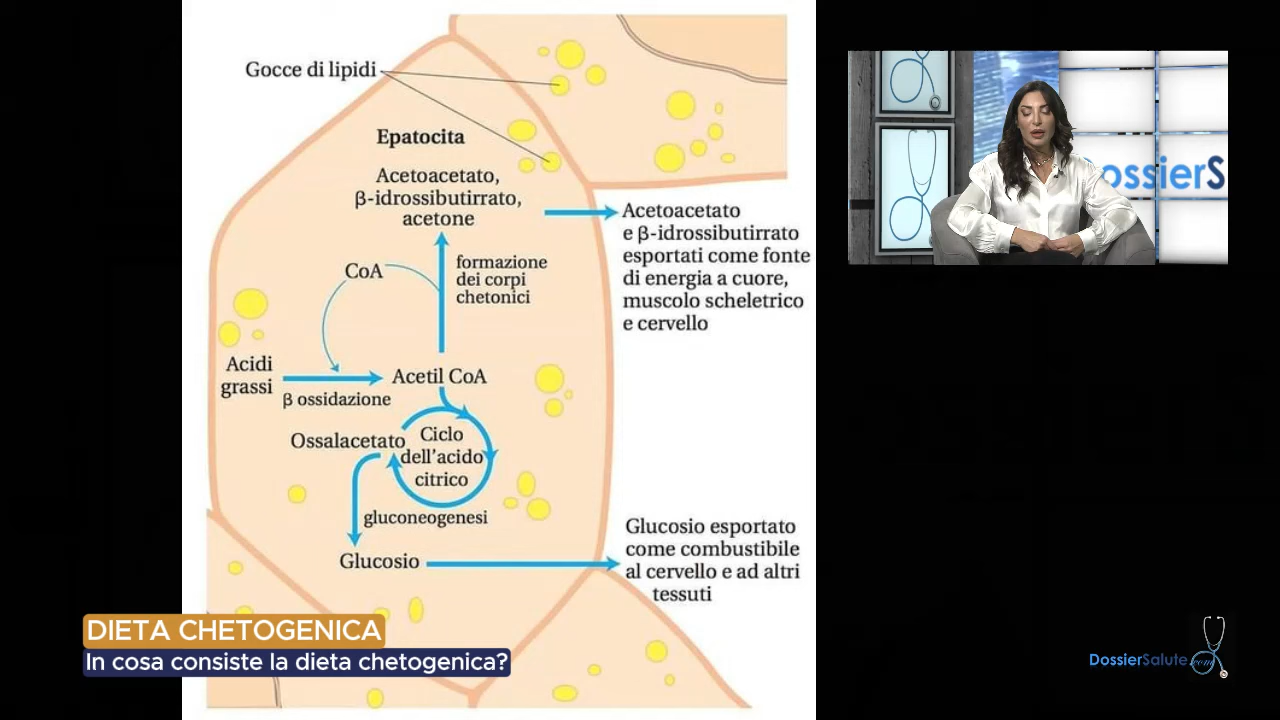 Gocce di lipidi
Epatocita
Acetoacetato,
β-idrossibutirrato,
acetone
Acetoacetato
e β-idrossibutirrato
esportati come fonte
di energia a cuore,
muscolo scheletrico
e cervello
CoA
formazione
dei corpi
chetonici
Acidi
grassi
Acetil CoA
β ossidazione
Ossalacetato
Ciclo
dell'acido
citrico
gluconeogenesi
Glucosio
Glucosio esportato
come combustibile
al cervello e ad altri
tessuti
ossierS
DIETA CHETOGENICA
In cosa consiste la dieta chetogenica?
DossierSalute.com